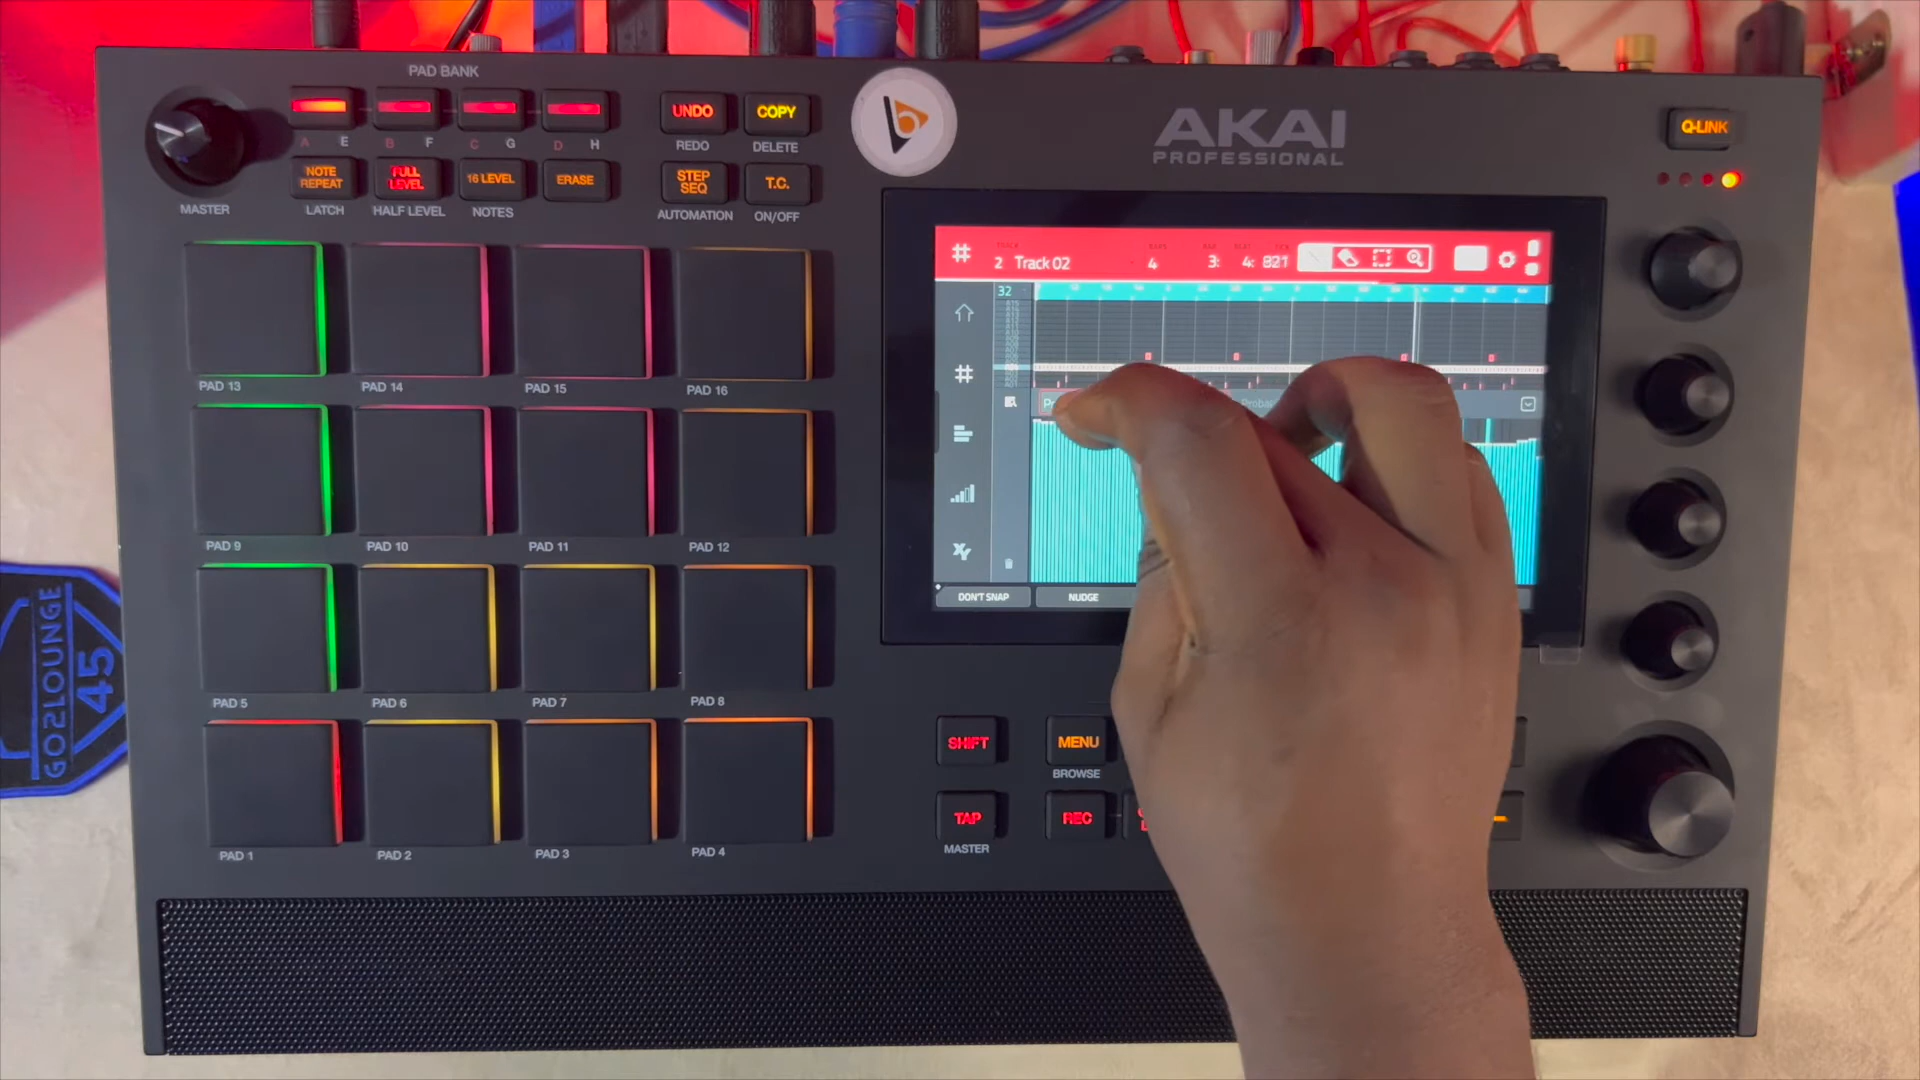 PAD BANK
A E B F C G D H
UNDO COPY
REDO DELETE
NOTE REPEAT
FULL LEVEL
16 LEVEL
ERASE
STEP SEQ
T.C.
MASTER
LATCH HALF LEVEL NOTES
AUTOMATION ON/OFF
AKAI
PROFESSIONAL
Q-LINK
TRACK
2 Track 02
4
3: 4: 821
32
DON'T SNAP
NUDGE
PAD 13 PAD 14 PAD 15 PAD 16
PAD 9 PAD 10 PAD 11 PAD 12
PAD 5 PAD 6 PAD 7 PAD 8
PAD 1 PAD 2 PAD 3 PAD 4
SHIFT MENU
BROWSE
TAP REC
MASTER
GO2LOUNGE
45